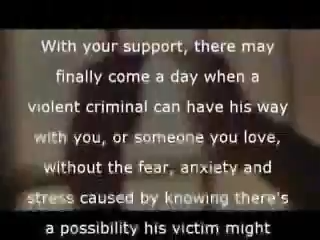 With your support, there may
finally come a day when a
violent criminal can have his way
with you, or someone you love,
without the fear, anxiety and
stress caused by knowing there's
a possibility his victim might